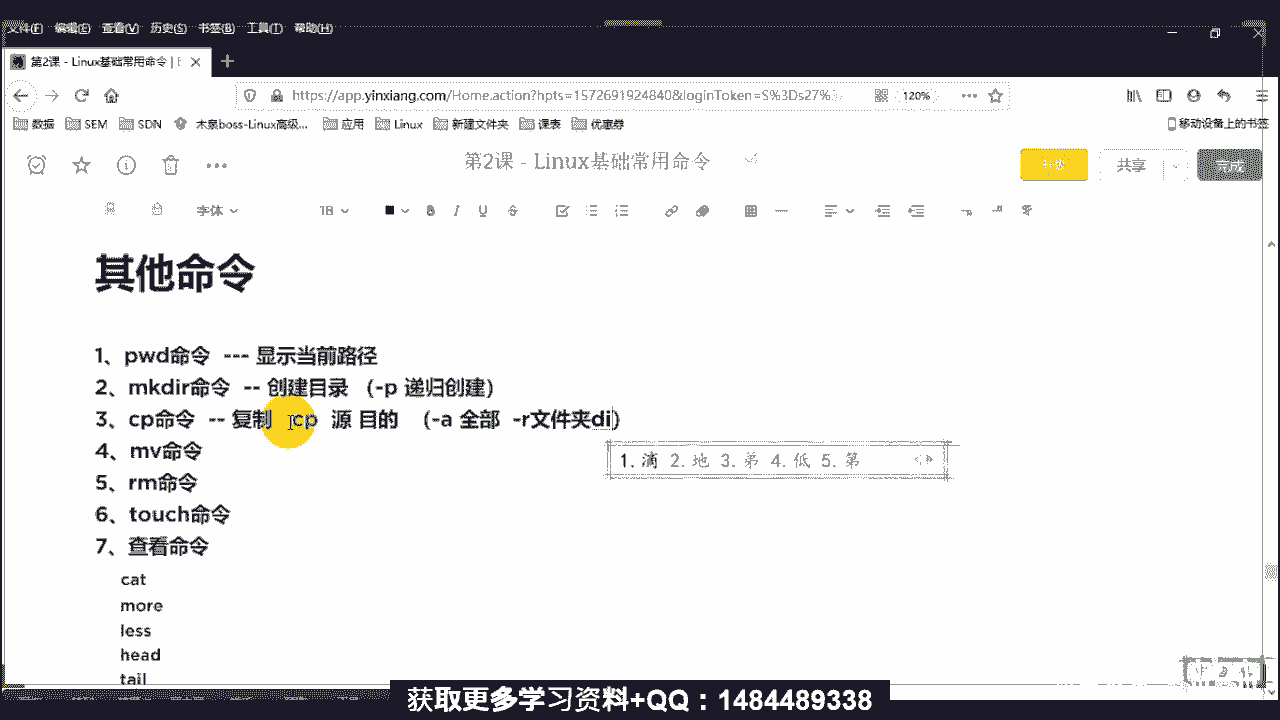 文件(F) 编辑(E) 查看(V) 历史(S) 书签(B) 工具(T) 帮助(H)
第2课 - Linux基础常用命令 | E
https://app.yinxiang.com/Home.action?hpts=1572691924840&loginToken=S%3Ds27%
120%
数据 SEM SDN 木泉boss-Linux高级... 应用 Linux 新建文件夹 课表 优惠券 移动设备上的书签
第2课 - Linux基础常用命令
共享 完成
字体 18 B I U S
其他命令
1、pwd命令 --- 显示当前路径
2、mkdir命令 -- 创建目录 (-p 递归创建)
3、cp命令 -- 复制 cp 源 目的 (-a 全部 -r文件夹di)
1. 滴 2. 地 3. 弟 4. 低 5. 第
4、mv命令
5、rm命令
6、touch命令
7、查看命令
cat
more
less
head
tail
获取更多学习资料+QQ：1484489338